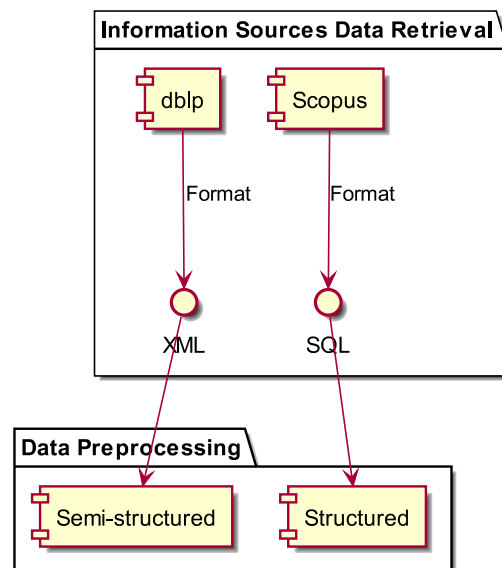 Information Sources Data Retrieval
dblp
Scopus
Format
Format
XML
SQL
Data Preprocessing
Semi-structured
Structured